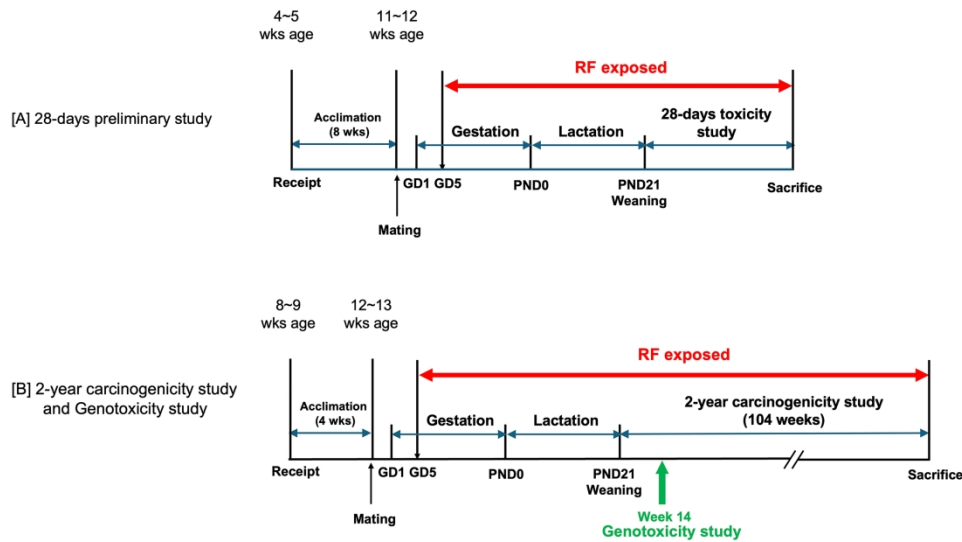 4~5
wks age
11~12
wks age
RF exposed
[A] 28-days preliminary study
Acclimation
(8 wks)
Gestation
Lactation
28-days toxicity
study
Receipt
GD1 GD5
PND0
PND21
Weaning
Sacrifice
Mating
8~9
wks age
12~13
wks age
RF exposed
[B] 2-year carcinogenicity study
and Genotoxicity study
Acclimation
(4 wks)
Gestation
Lactation
2-year carcinogenicity study
(104 weeks)
Receipt
GD1 GD5
PND0
PND21
Weaning
Sacrifice
Mating
Week 14
Genotoxicity study